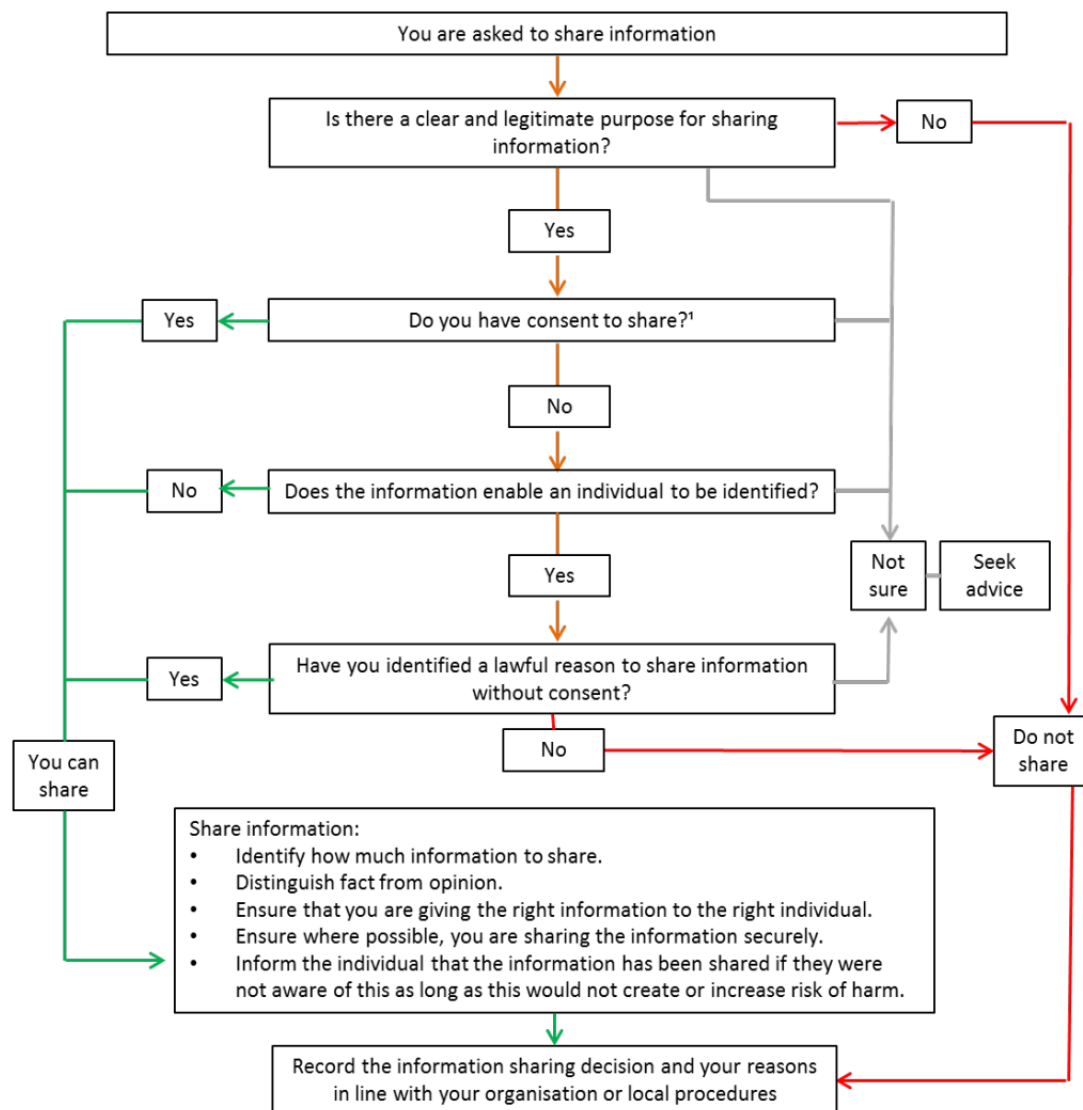 You are asked to share information
Is there a clear and legitimate purpose for sharing
information?
No
Yes
Yes
Do you have consent to share?¹
No
No
Does the information enable an individual to be identified?
Yes
Not
sure
Seek
advice
Yes
Have you identified a lawful reason to share information
without consent?
No
Do not
share
You can
share
Share information:
• Identify how much information to share.
• Distinguish fact from opinion.
• Ensure that you are giving the right information to the right individual.
• Ensure where possible, you are sharing the information securely.
• Inform the individual that the information has been shared if they were
not aware of this as long as this would not create or increase risk of harm.
Record the information sharing decision and your reasons
in line with your organisation or local procedures